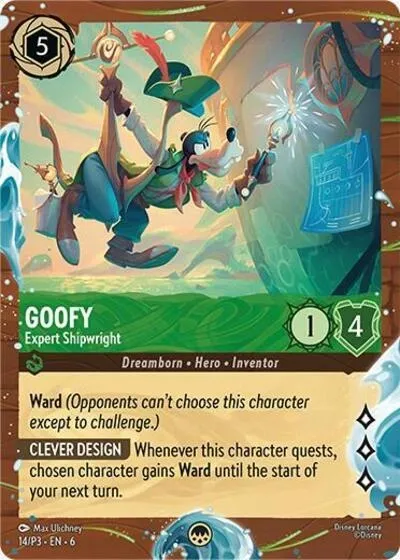 5
GOOFY
Expert Shipwright
1
4
Dreamborn • Hero • Inventor
Ward (Opponents can't choose this character
except to challenge.)
CLEVER DESIGN Whenever this character quests,
chosen character gains Ward until the start of
your next turn.
Max Ulichney
14/P3 • EN • 6
Disney Lorcana
©Disney